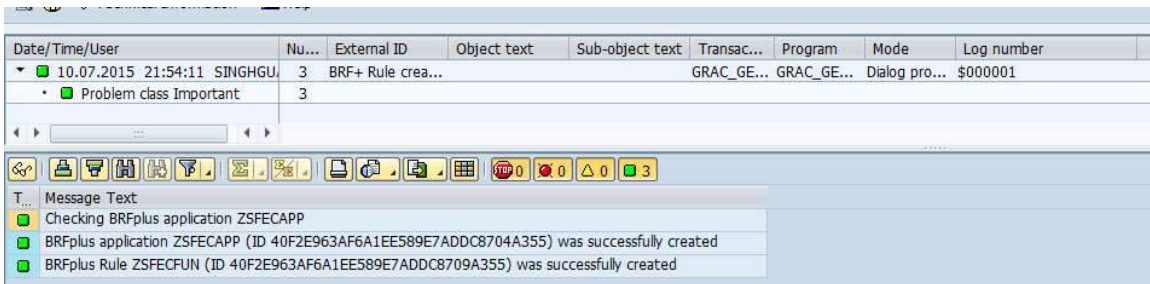 Date/Time/User Nu... External ID Object text Sub-object text Transac... Program Mode Log number
10.07.2015 21:54:11 SINGHGU 3 BRF+ Rule crea... GRAC_GE... GRAC_GE... Dialog pro... $000001
Problem class Important 3
STOP 0 0 0 3
T... Message Text
Checking BRFplus application ZSFECAPP
BRFplus application ZSFECAPP (ID 40F2E963AF6A1EE589E7ADDC8704A355) was successfully created
BRFplus Rule ZSFECFUN (ID 40F2E963AF6A1EE589E7ADDC8709A355) was successfully created